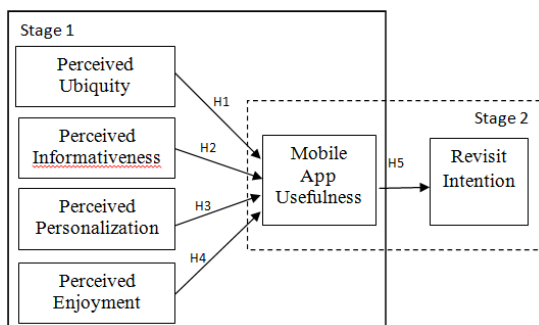 Stage 1
Perceived
Ubiquity
H1
Stage 2
Perceived
Informativeness
H2
Mobile
App
Usefulness
H5
Revisit
Intention
Perceived
Personalization
H3
H4
Perceived
Enjoyment